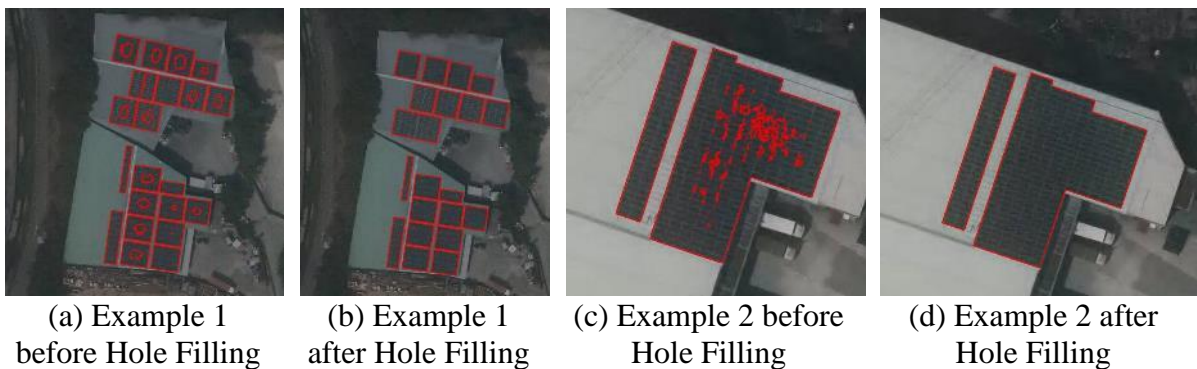 (a) Example 1
before Hole Filling
(b) Example 1
after Hole Filling
(c) Example 2 before
Hole Filling
(d) Example 2 after
Hole Filling